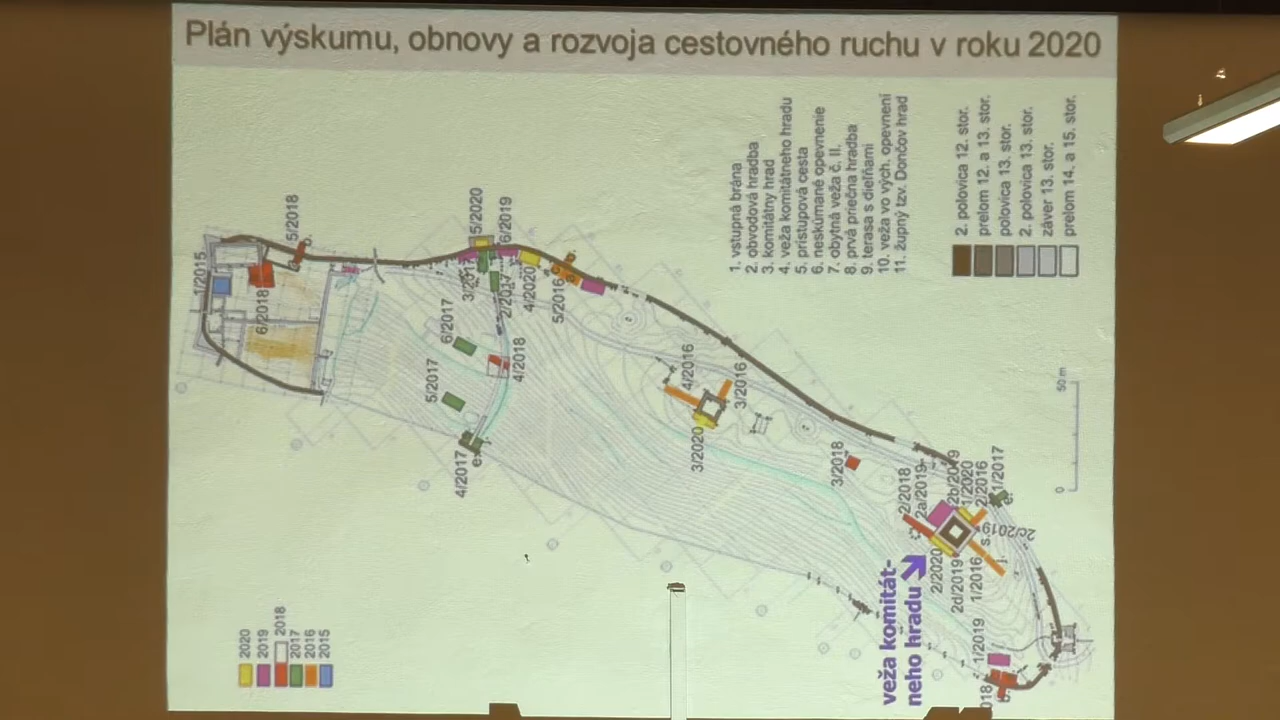 Plán výskumu, obnovy a rozvoja cestovného ruchu v roku 2020
1. vstupná brána
2. obvodová hradba
3. komitátny hrad
4. veža komitátneho hradu
5. prístupová cesta
6. neskúmané opevnenie
7. obytná veža č. II.
8. prvá priečna hradba
9. terasa s dielňami
10. veža vo vých. opevnení
11. župný tzv. Dončov hrad
2. polovica 12. stor.
prelom 12. a 13. stor.
polovica 13. stor.
2. polovica 13. stor.
záver 13. stor.
prelom 14. a 15. stor.
1/2015
6/2018
5/2018
5/2020
6/2019
4/2020
5/2016
6/2017
5/2017
4/2018
4/2017
4/2016
3/2016
3/2020
3/2018
2/2018
2a/2019
2b/2019
1/2020
2/2016
1/2017
2c/2019
2/2020
2d/2019
1/2016
1/2019
0
50 m
veža komitát-
neho hradu
2020
2019
2018
2017
2016
2015